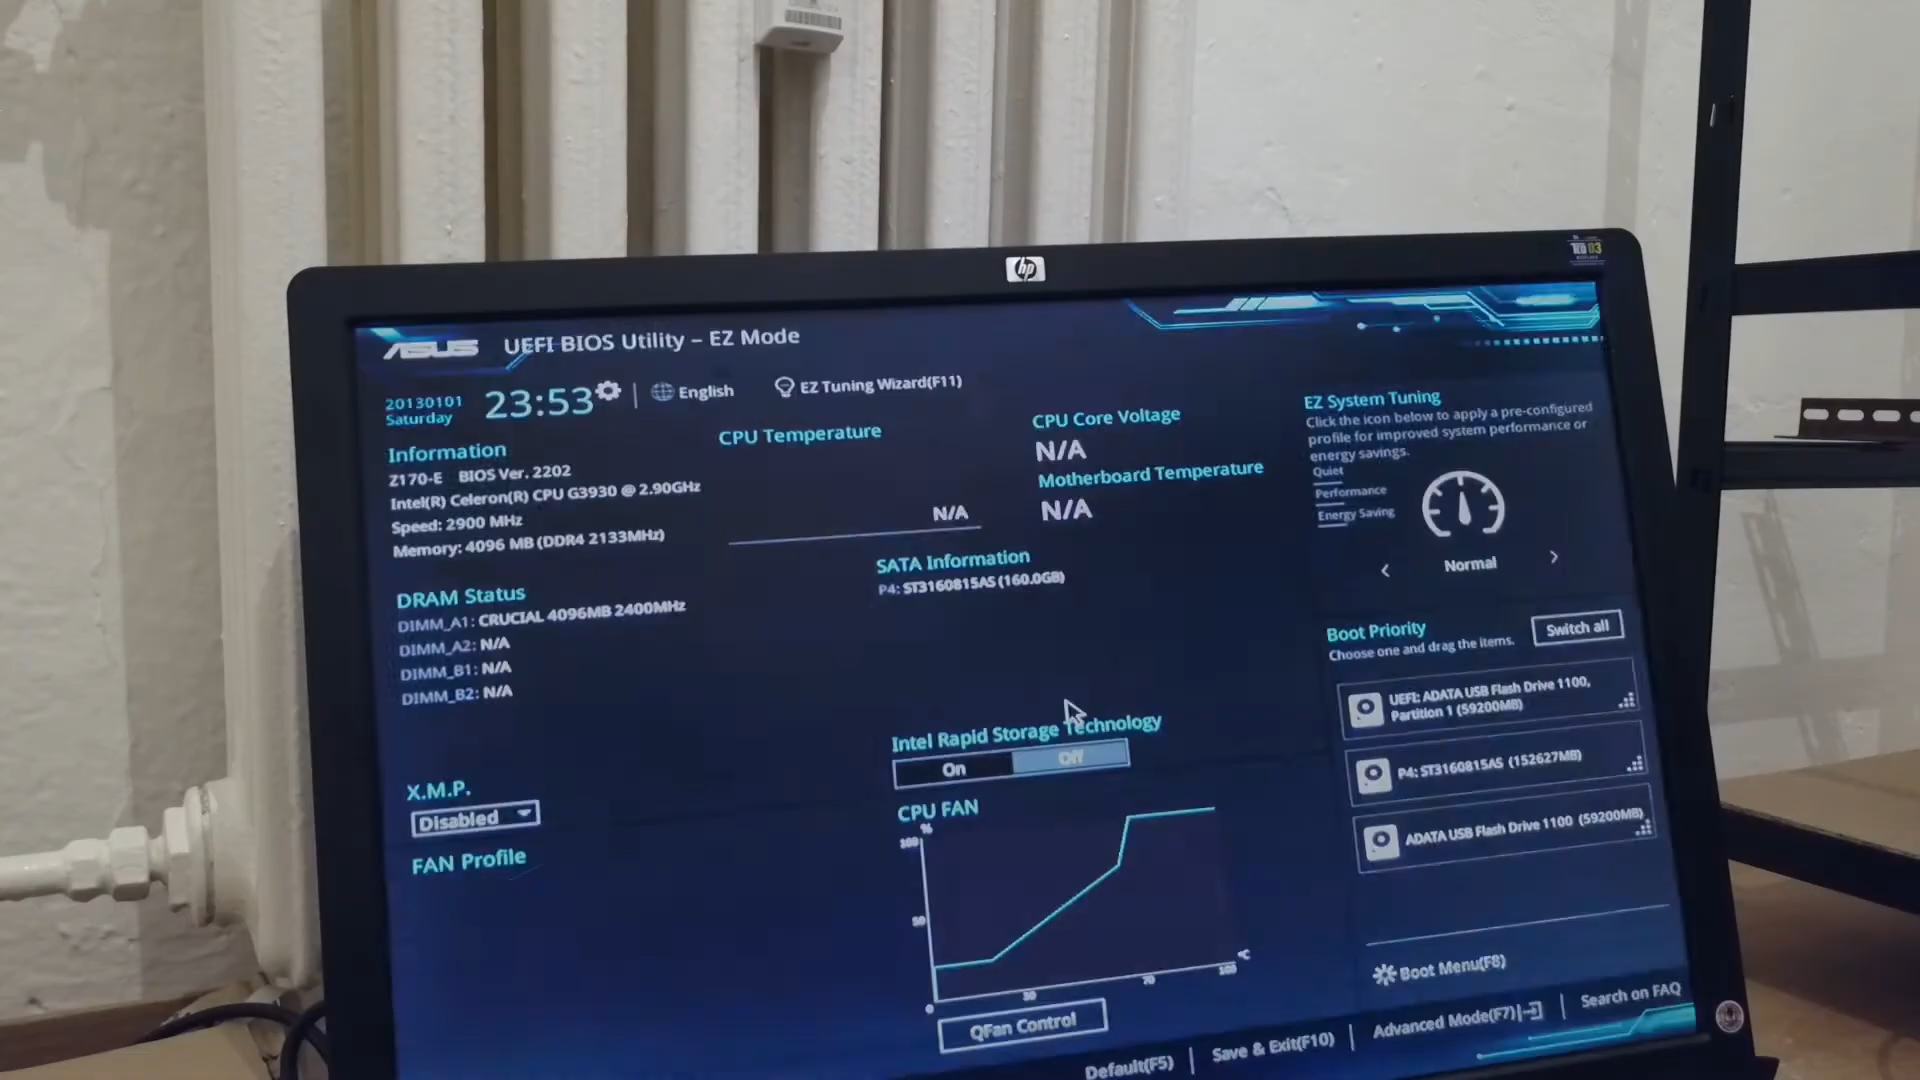 hp
ASUS UEFI BIOS Utility – EZ Mode
20130101
Saturday
23:53
English
EZ Tuning Wizard(F11)
Information
Z170-E BIOS Ver. 2202
Intel(R) Celeron(R) CPU G3930 @ 2.90GHz
Speed: 2900 MHz
Memory: 4096 MB (DDR4 2133MHz)
DRAM Status
DIMM_A1: CRUCIAL 4096MB 2400MHz
DIMM_A2: N/A
DIMM_B1: N/A
DIMM_B2: N/A
X.M.P.
Disabled
FAN Profile
CPU Temperature
N/A
CPU Core Voltage
N/A
Motherboard Temperature
N/A
SATA Information
P4: ST3160815AS (160.0GB)
Intel Rapid Storage Technology
On Off
CPU FAN
%
100
50
0
30
70
100
°C
QFan Control
EZ System Tuning
Click the icon below to apply a pre-configured
profile for improved system performance or
energy savings.
Quiet
Performance
Energy Saving
Normal
Boot Priority
Choose one and drag the items.
Switch all
UEFI: ADATA USB Flash Drive 1100,
Partition 1 (59200MB)
P4: ST3160815AS (152627MB)
ADATA USB Flash Drive 1100 (59200MB)
Boot Menu(F8)
Default(F5)
Save & Exit(F10)
Advanced Mode(F7)
Search on FAQ